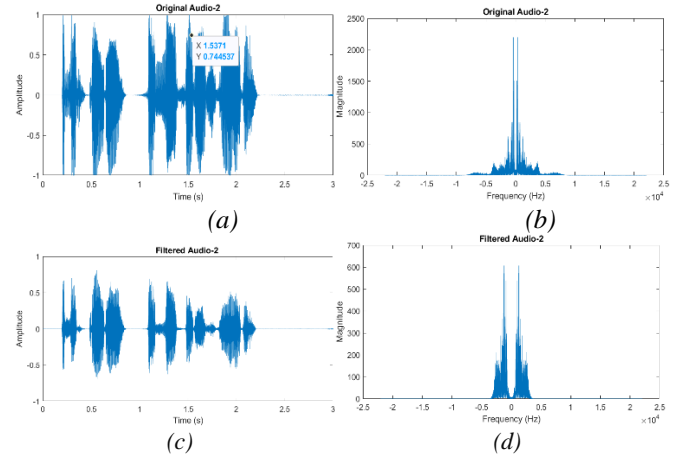 Original Audio-2
1
0.5
0
-0.5
-1
Amplitude
X 1.5371
Y 0.744537
0 0.5 1 1.5 2 2.5 3
Time (s)
(a)
Original Audio-2
2500
2000
1500
1000
500
0
Magnitude
-25 -2 -1.5 -1 -0.5 0 0.5 1 1.5 2 2.5
Frequency (Hz)
×10⁴
(b)
Filtered Audio-2
1
0.5
0
-0.5
-1
Amplitude
0 0.5 1 1.5 2 2.5 3
Time (s)
(c)
Filtered Audio-2
700
600
500
400
300
200
100
0
Magnitude
-25 -2 -1.5 -1 -0.5 0 0.5 1 1.5 2 2.5
Frequency (Hz)
×10⁴
(d)